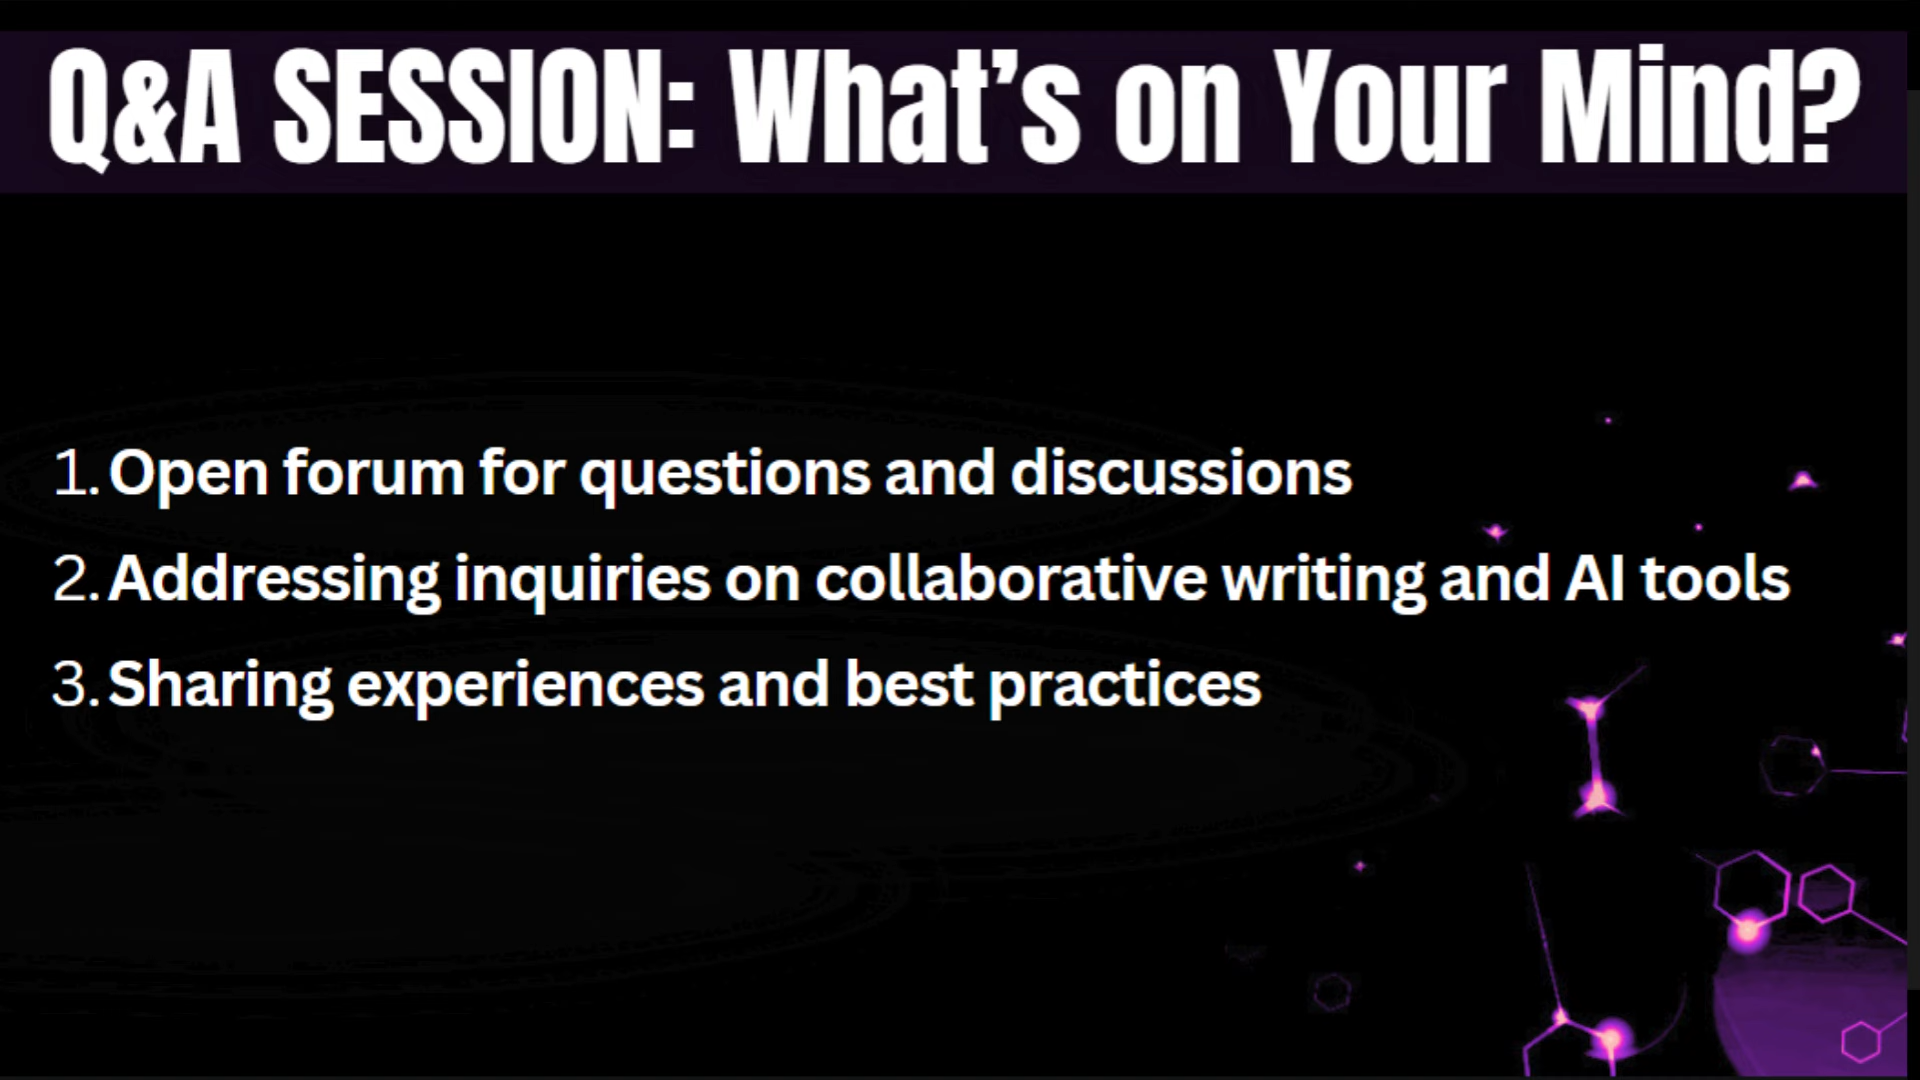 Q&A SESSION: What’s on Your Mind?
1. Open forum for questions and discussions
2. Addressing inquiries on collaborative writing and AI tools
3. Sharing experiences and best practices